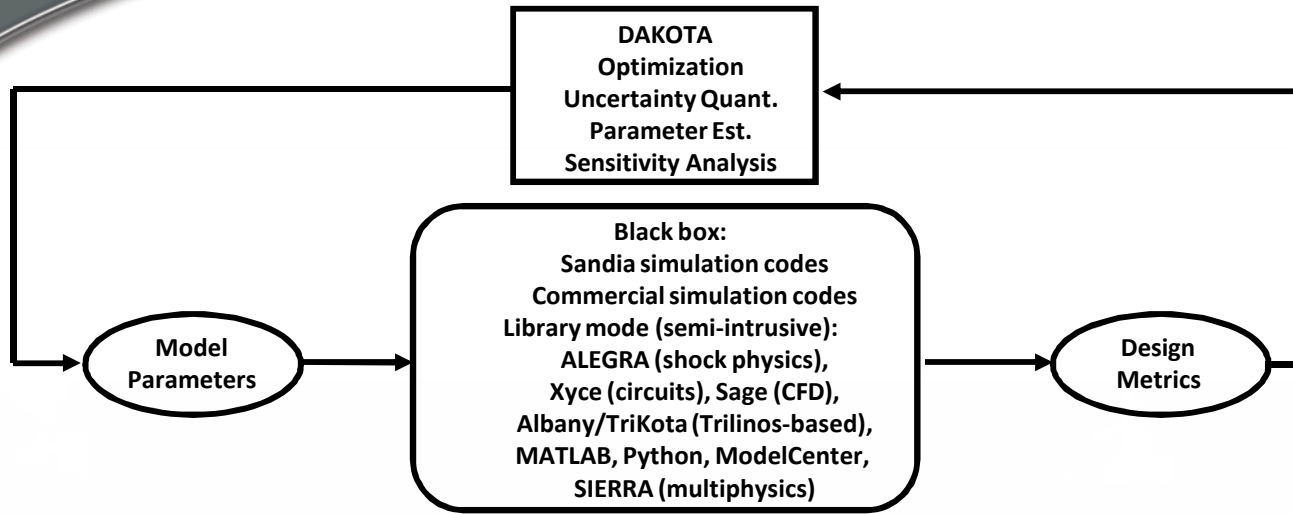 DAKOTA
Optimization
Uncertainty Quant.
Parameter Est.
Sensitivity Analysis
Model
Parameters
Black box:
Sandia simulation codes
Commercial simulation codes
Library mode (semi-intrusive):
ALEGRA (shock physics),
Xyce (circuits), Sage (CFD),
Albany/TriKota (Trilinos-based),
MATLAB, Python, ModelCenter,
SIERRA (multiphysics)
Design
Metrics